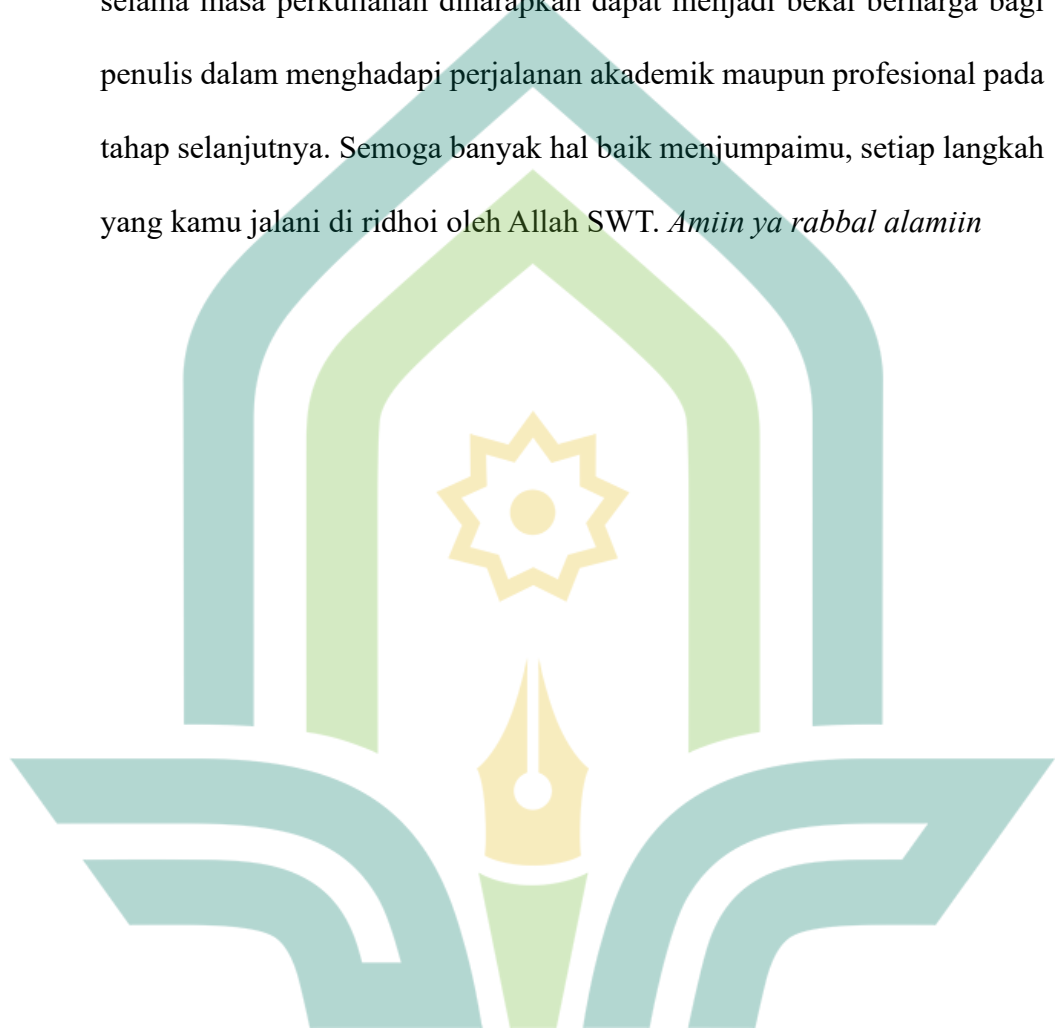 selama masa perkuliahan diharapkan dapat menjadi bekal berharga bagi
penulis dalam menghadapi perjalanan akademik maupun profesional pada
tahap selanjutnya. Semoga banyak hal baik menjumpaimu, setiap langkah
yang kamu jalani di ridhoi oleh Allah SWT. Amiin ya rabbal alamiin